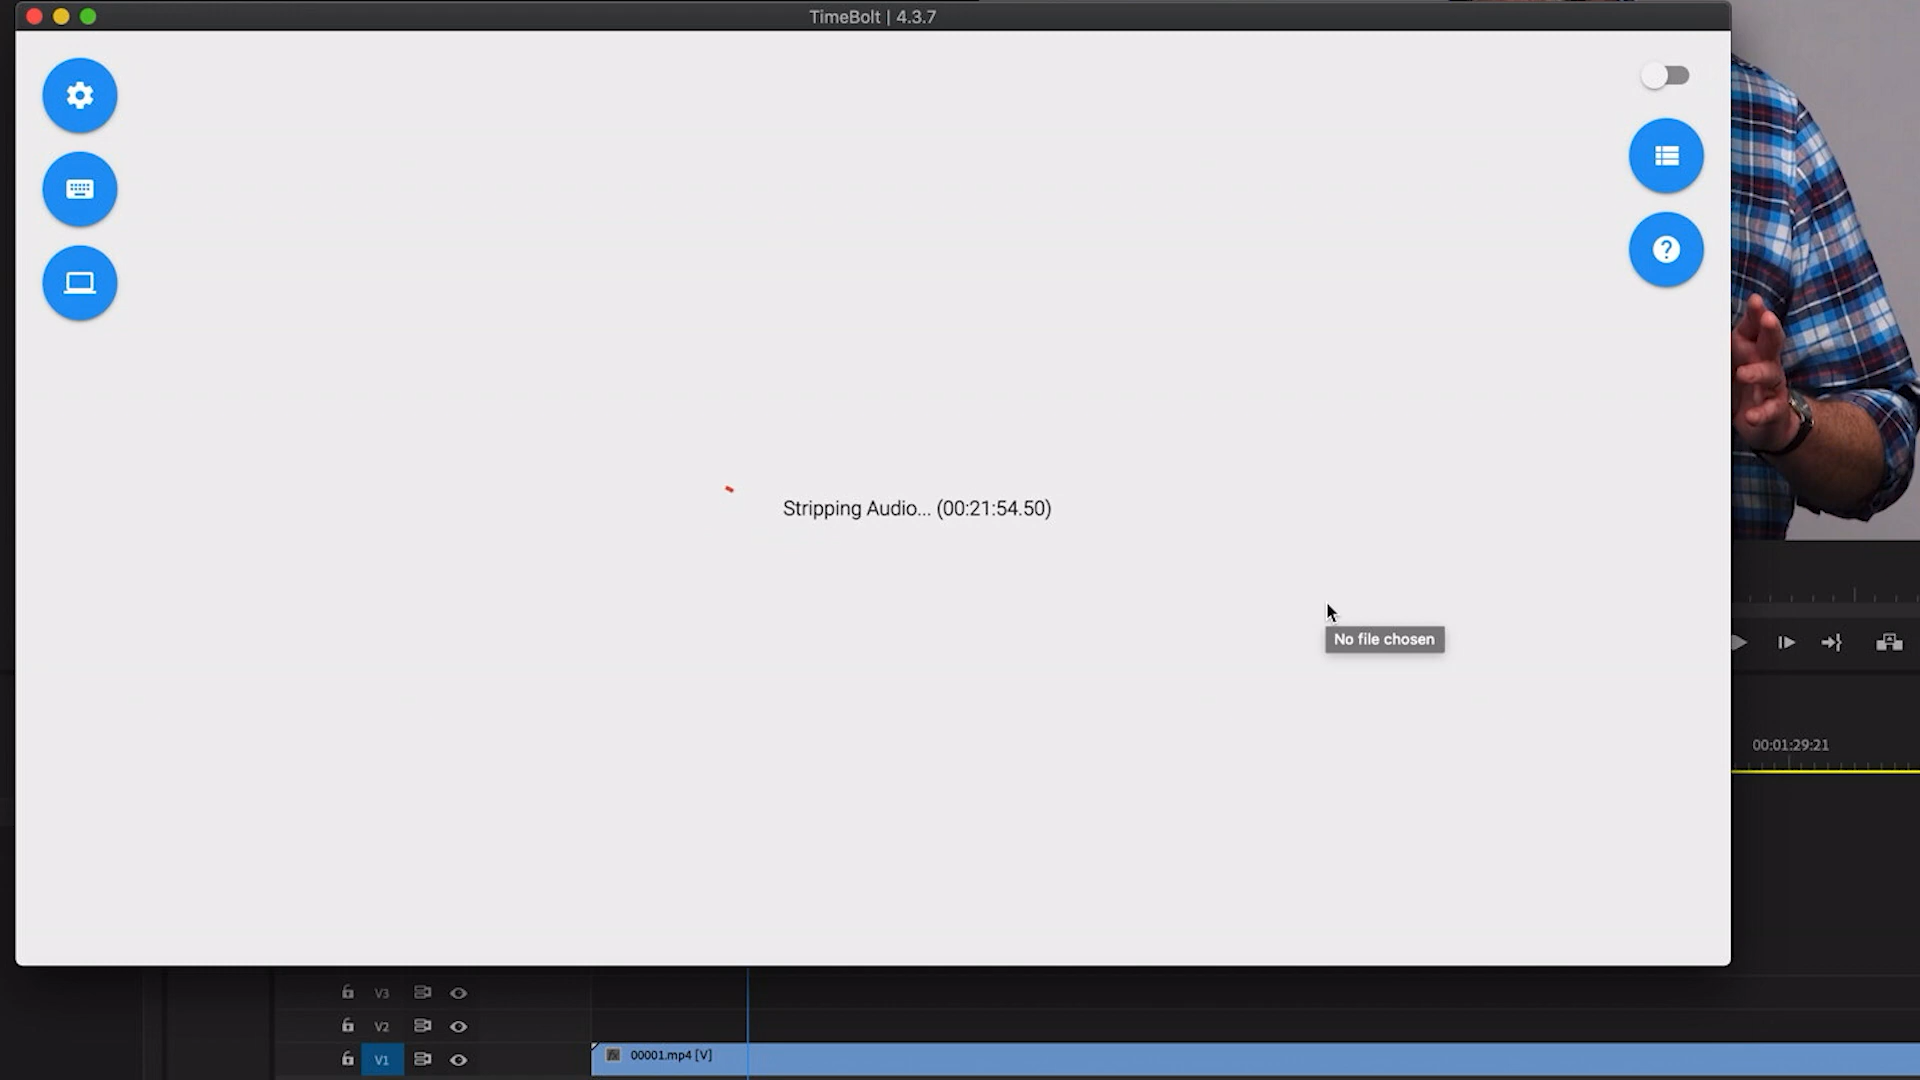 TimeBolt | 4.3.7
Stripping Audio... (00:21:54.50)
No file chosen
00:01:29:21
V3
V2
V1
fx 00001.mp4 [V]